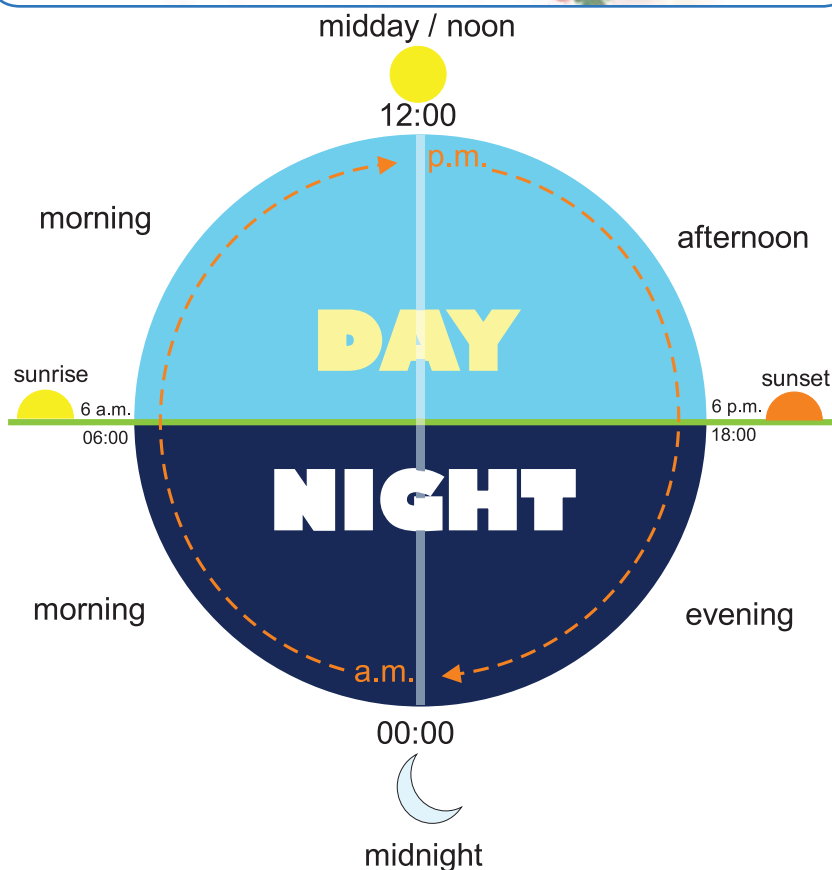 midday / noon
12:00
p.m.
morning
afternoon
DAY
sunrise
sunset
6 a.m.
6 p.m.
06:00
18:00
NIGHT
morning
evening
a.m.
00:00
midnight